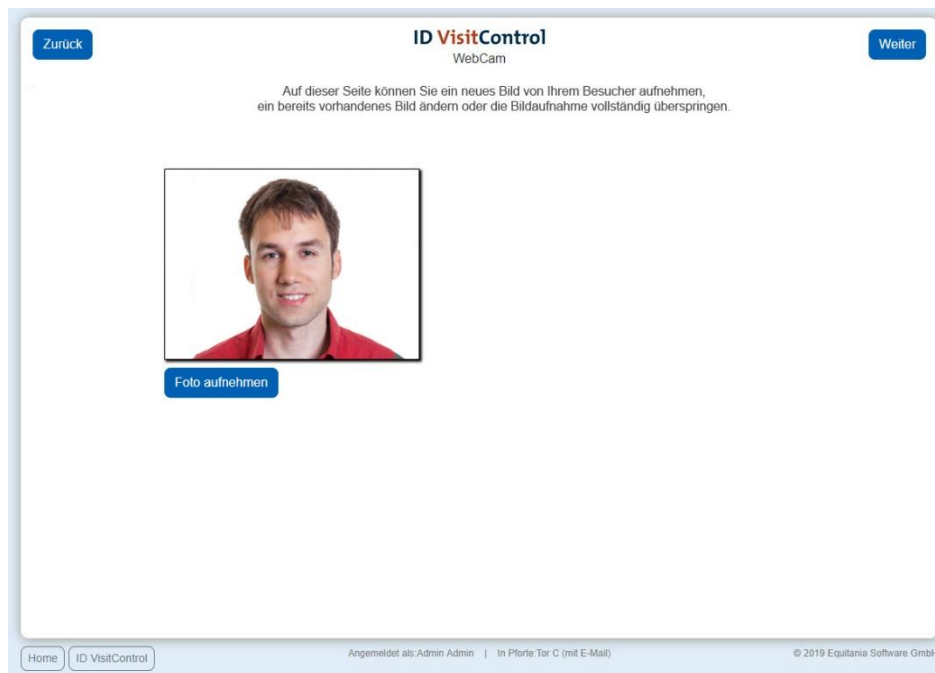 Zurück
ID VisitControl
Weiter
WebCam
Auf dieser Seite können Sie ein neues Bild von Ihrem Besucher aufnehmen,
ein bereits vorhandenes Bild ändern oder die Bildaufnahme vollständig überspringen.
Foto aufnehmen
Home
ID VisitControl
Angemeldet als:Admin Admin | In Pforte:Tor C (mit E-Mail)
© 2019 Equitania Software GmbH